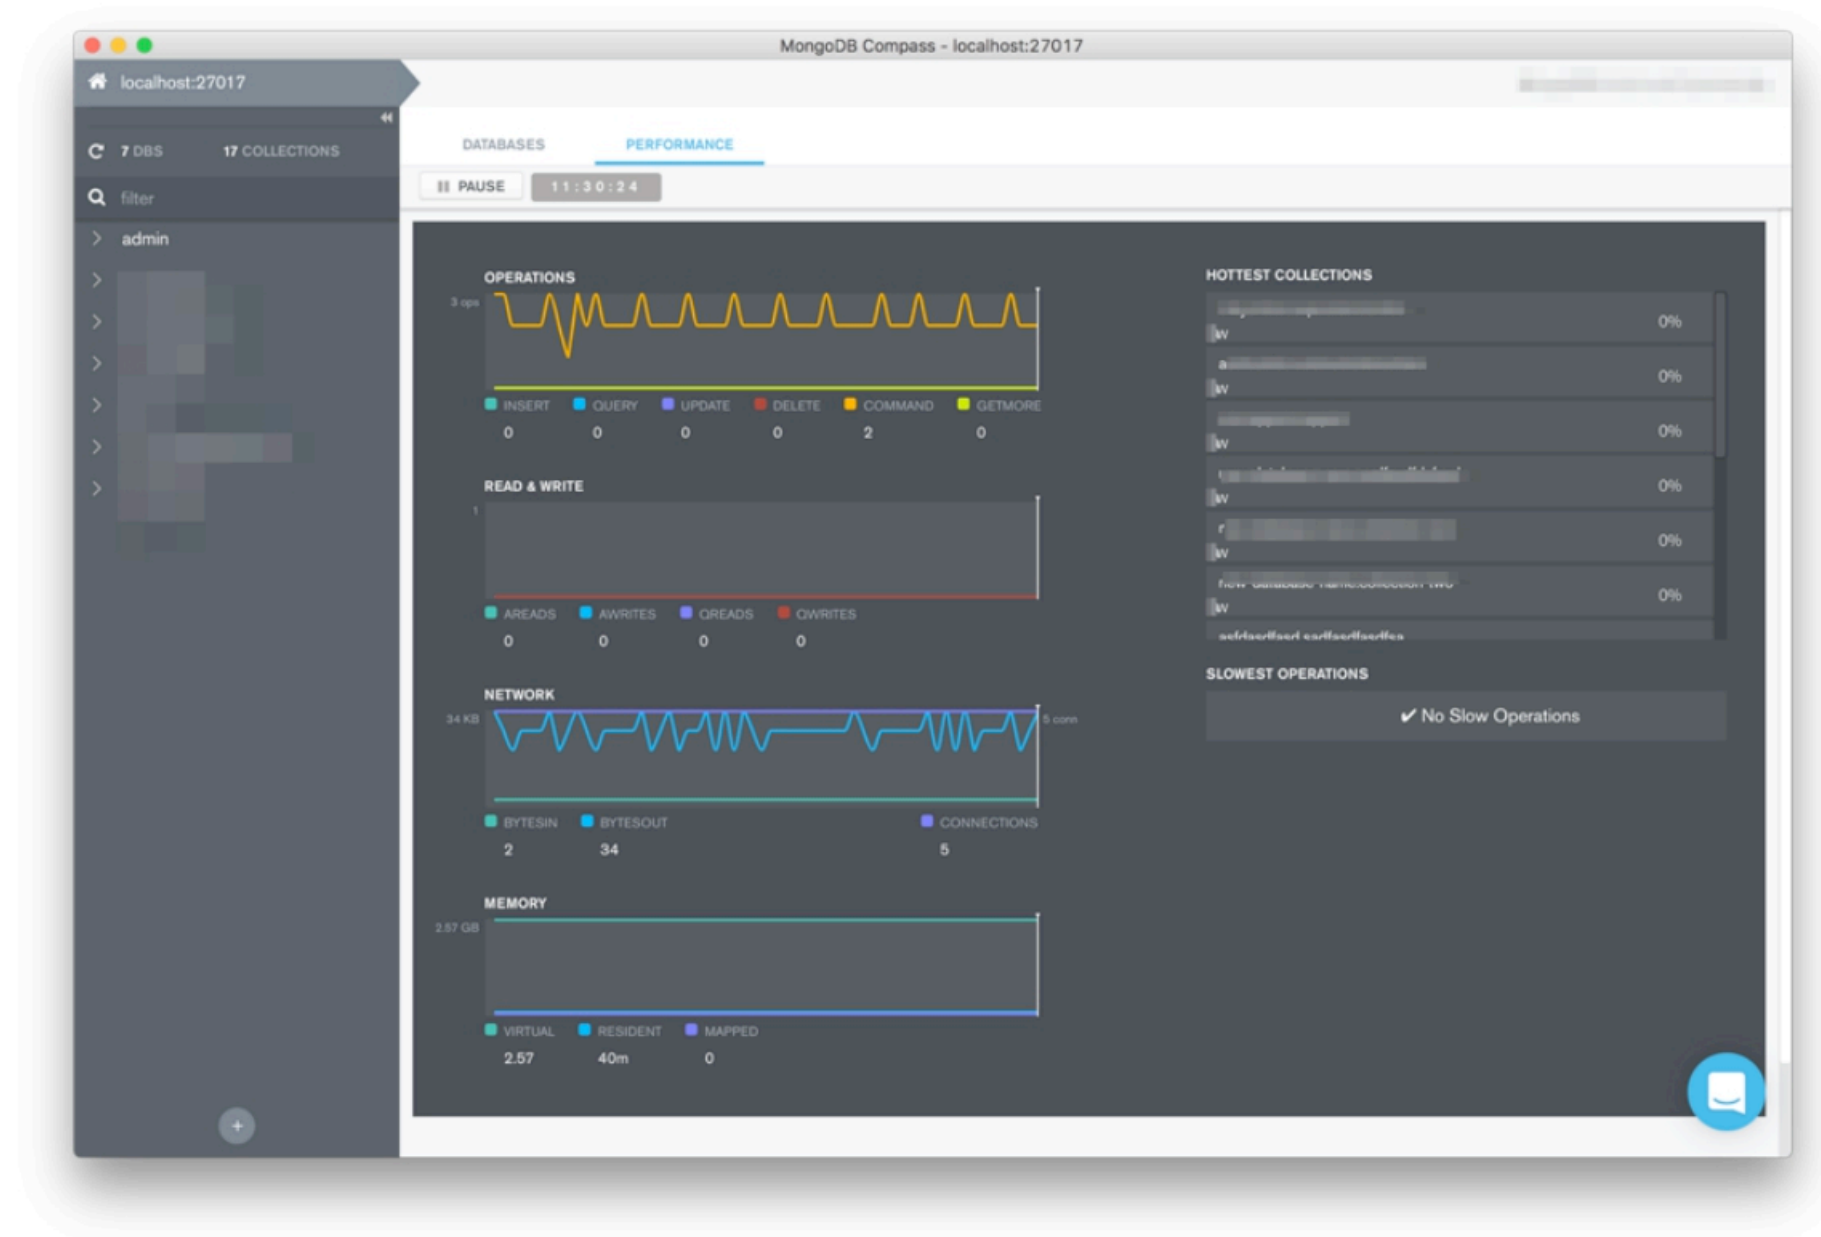 MongoDB Compass - localhost:27017
localhost:27017
7 DBS 17 COLLECTIONS
filter
admin
DATABASES PERFORMANCE
PAUSE 11:30:24
OPERATIONS
3 ops
INSERT QUERY UPDATE DELETE COMMAND GETMORE
0 0 0 0 2 0
READ & WRITE
1
AREADS AWRITES QREADS QWRITES
0 0 0 0
NETWORK
34 KB 5 conn
BYTESIN BYTESOUT CONNECTIONS
2 34 5
MEMORY
2.57 GB
VIRTUAL RESIDENT MAPPED
2.57 40m 0
HOTTEST COLLECTIONS
0%
W
0%
W
0%
W
0%
W
0%
W
0%
W
SLOWEST OPERATIONS
✔ No Slow Operations